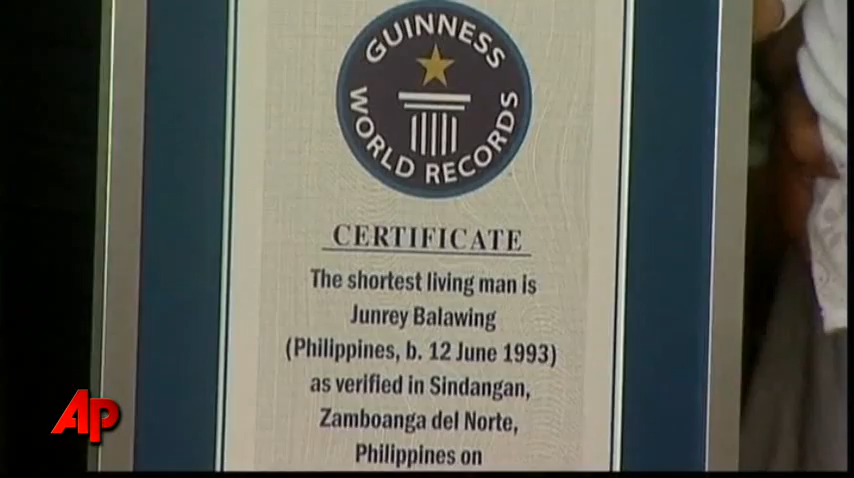 GUINNESS
WORLD RECORDS
CERTIFICATE
The shortest living man is
Junrey Balawing
(Philippines, b. 12 June 1993)
as verified in Sindangan,
Zamboanga del Norte,
Philippines on
AP